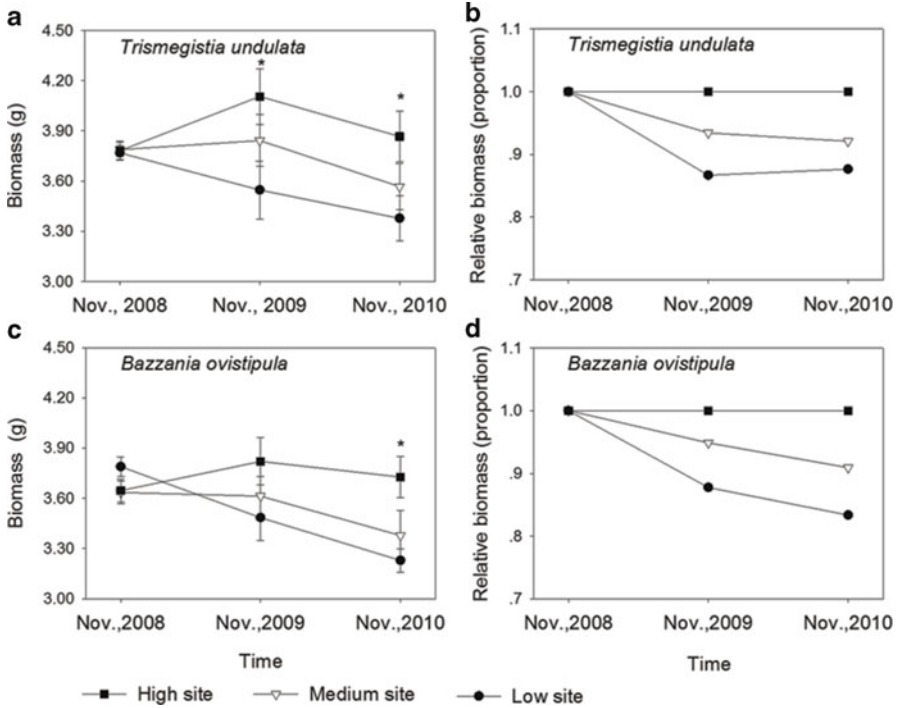 a
4.50
4.20
3.90
3.60
3.30
3.00
Biomass (g)
Trismegistia undulata
*
*
Nov., 2008 Nov., 2009 Nov., 2010
b
1.1
1.0
.9
.8
.7
Relative biomass (proportion)
Trismegistia undulata
Nov.,2008 Nov.,2009 Nov.,2010
c
4.50
4.20
3.90
3.60
3.30
3.00
Biomass (g)
Bazzania ovistipula
*
Nov.,2008 Nov.,2009 Nov.,2010
Time
d
1.1
1.0
.9
.8
.7
Relative biomass (proportion)
Bazzania ovistipula
Nov.,2008 Nov.,2009 Nov.,2010
Time
High site Medium site Low site